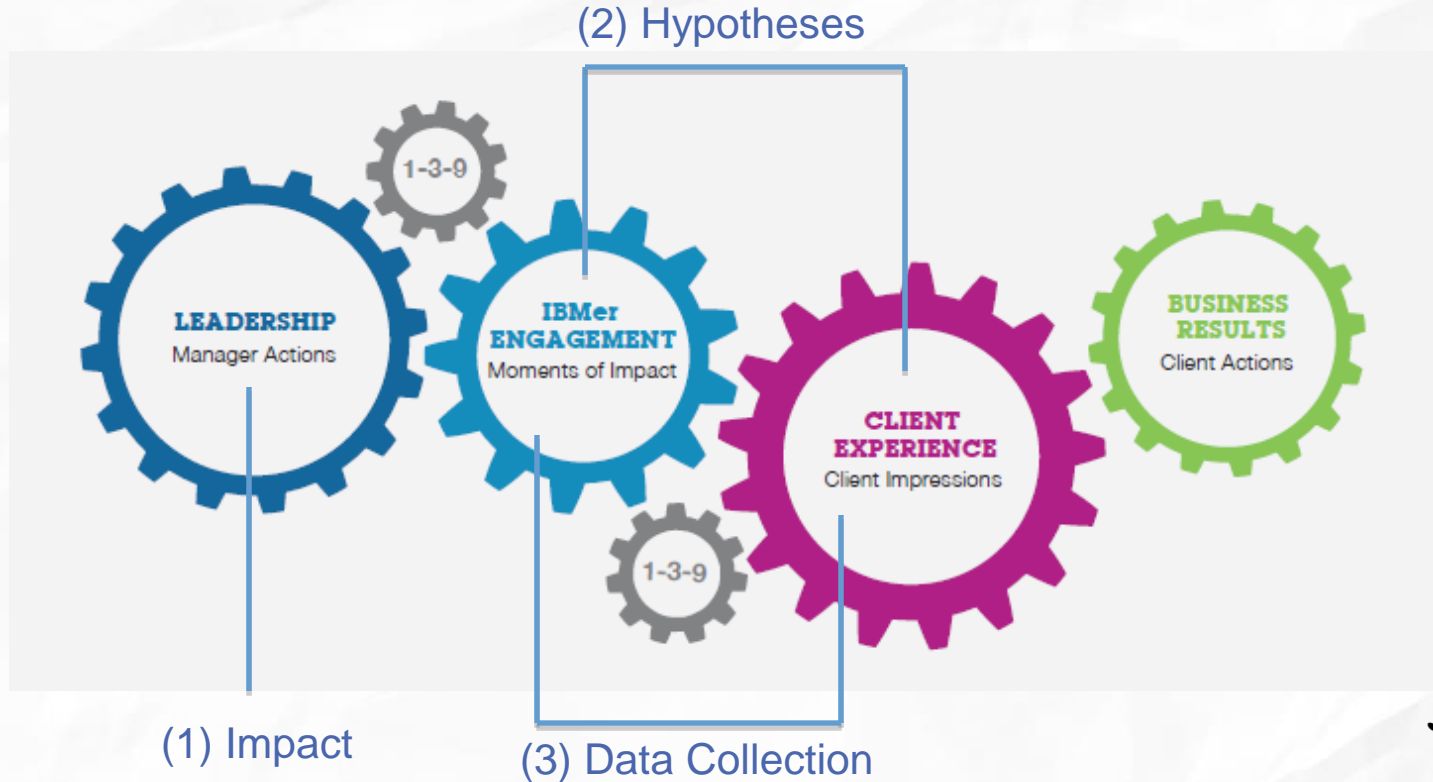 (2) Hypotheses
1-3-9
LEADERSHIP
Manager Actions
IBMer
ENGAGEMENT
Moments of Impact
CLIENT
EXPERIENCE
Client Impressions
BUSINESS
RESULTS
Client Actions
1-3-9
(1) Impact
(3) Data Collection